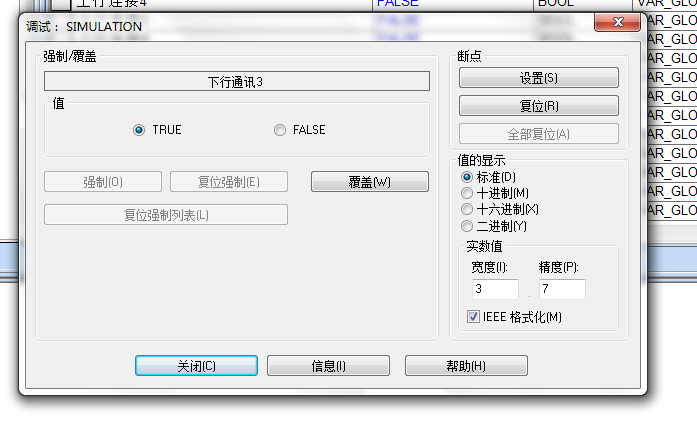 上行连接4 FALSE BOOL VAR_GLO
调试： SIMULATION
VAR_GLO
VAR_GLO
VAR_GLO
VAR_GLO
VAR_GLO
VAR_GLO
VAR_GLO
VAR_GLO
VAR_GLO
VAR_GLO
VAR_GLO
强制/覆盖
下行通讯3
值
TRUE FALSE
强制(O) 复位强制(E) 覆盖(W)
复位强制列表(L)
断点
设置(S)
复位(R)
全部复位(A)
值的显示
标准(D)
十进制(M)
十六进制(X)
二进制(Y)
实数值
宽度(I): 精度(P):
3 . 7
IEEE 格式化(M)
关闭(C) 信息(I) 帮助(H)